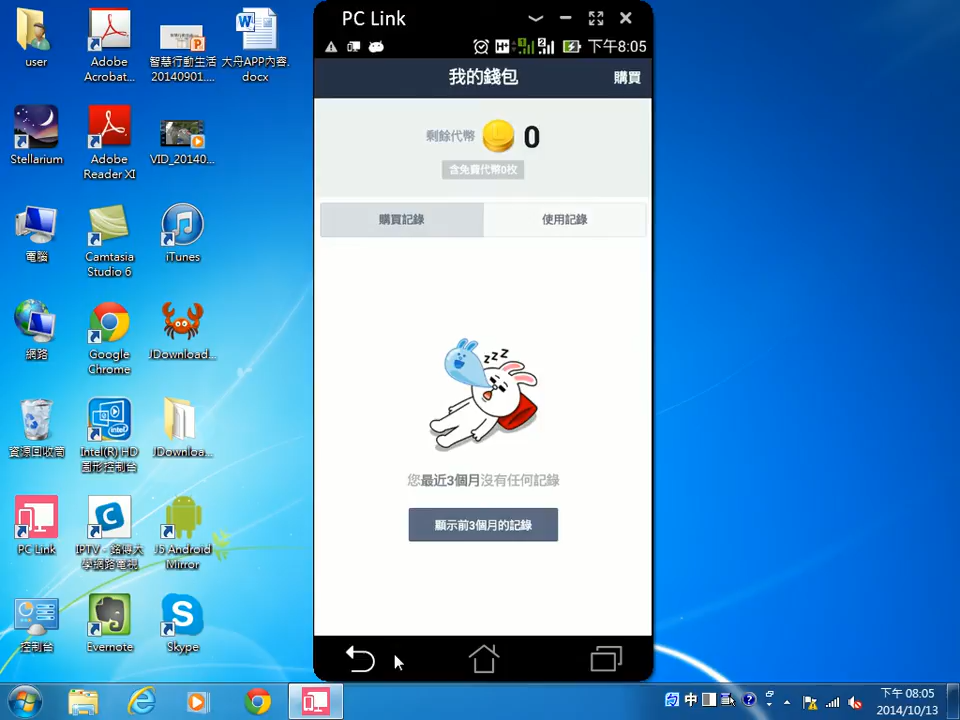 user
Adobe
Acrobat...
智慧行動生活
20140901....
大舟APP內容.
docx
Stellarium
Adobe
Reader XI
VID_20140...
電腦
Camtasia
Studio 6
iTunes
網路
Google
Chrome
JDownload...
資源回收筒
Intel(R) HD
圖形控制台
JDownloa...
PC Link
IPTV - 銘傳大
學網路電視
J5 Android
Mirror
控制台
Evernote
Skype
PC Link
下午8:05
我的錢包
購買
剩餘代幣
0
含免費代幣0枚
購買記錄
使用記錄
zzz
您最近3個月沒有任何記錄
顯示前3個月的記錄
中
下午 08:05
2014/10/13